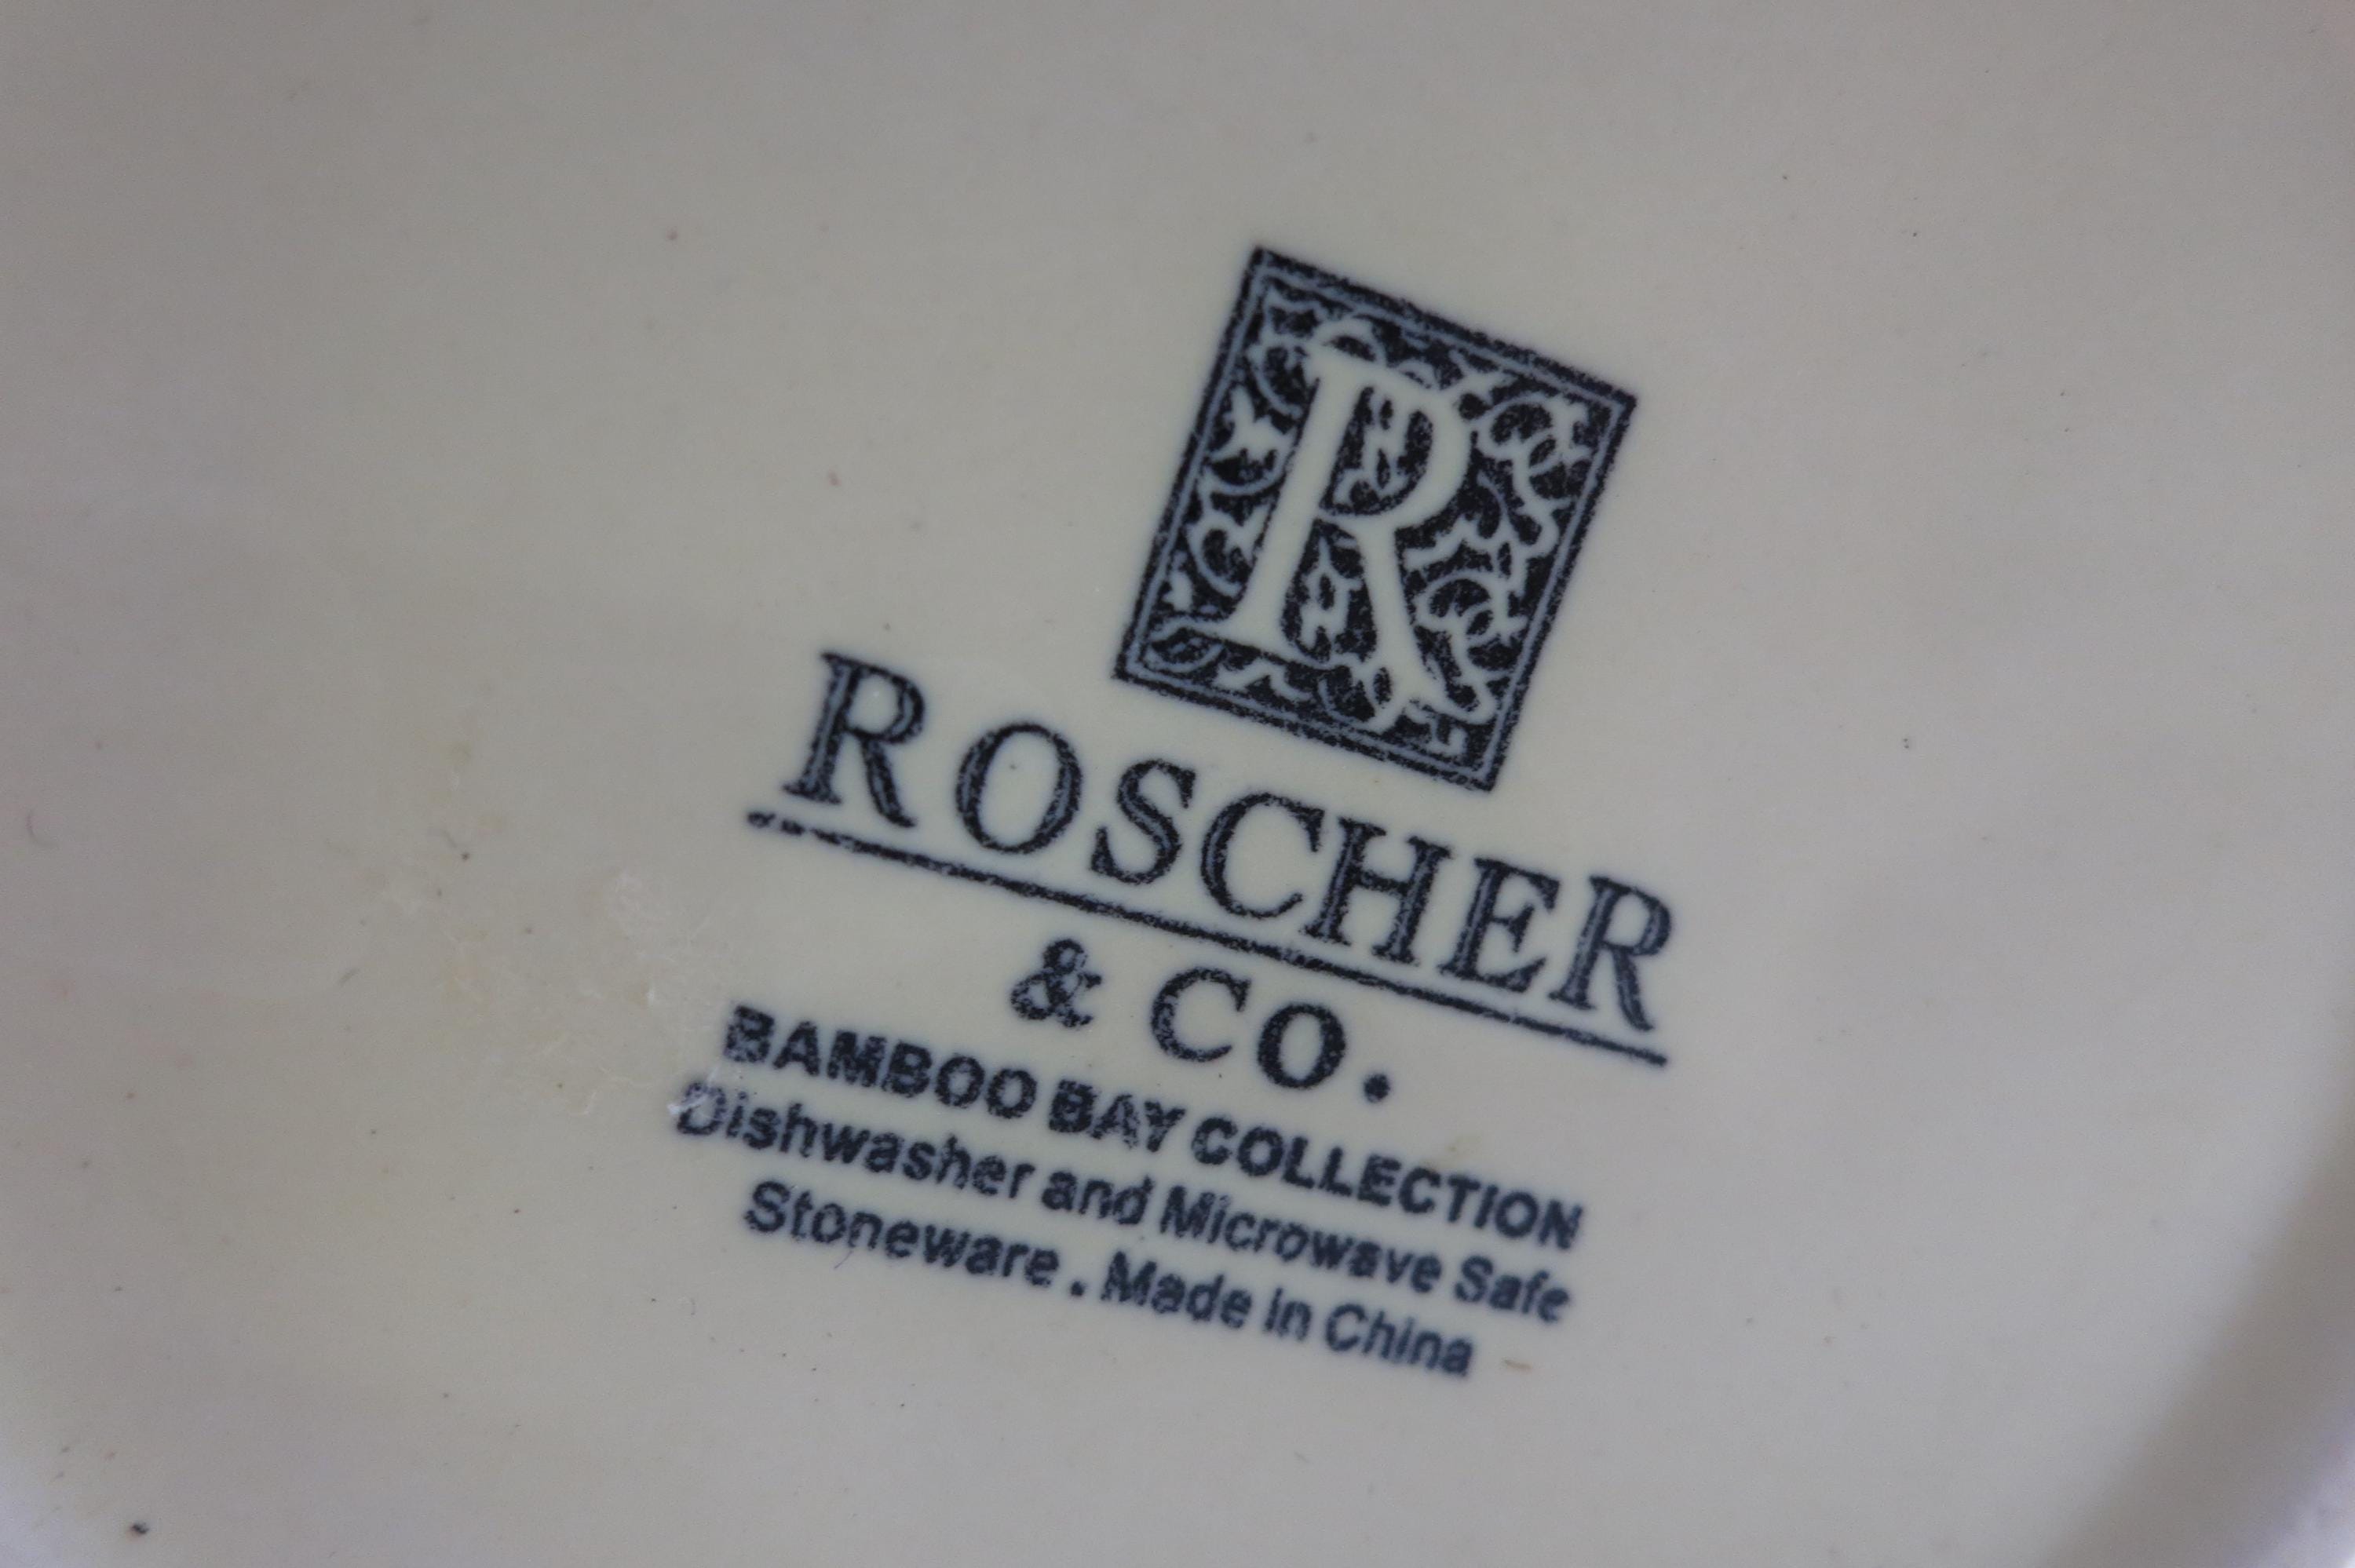 R
ROSCHER
& CO.
BAMBOO BAY COLLECTION
Dishwasher and Microwave Safe
Stoneware . Made in China